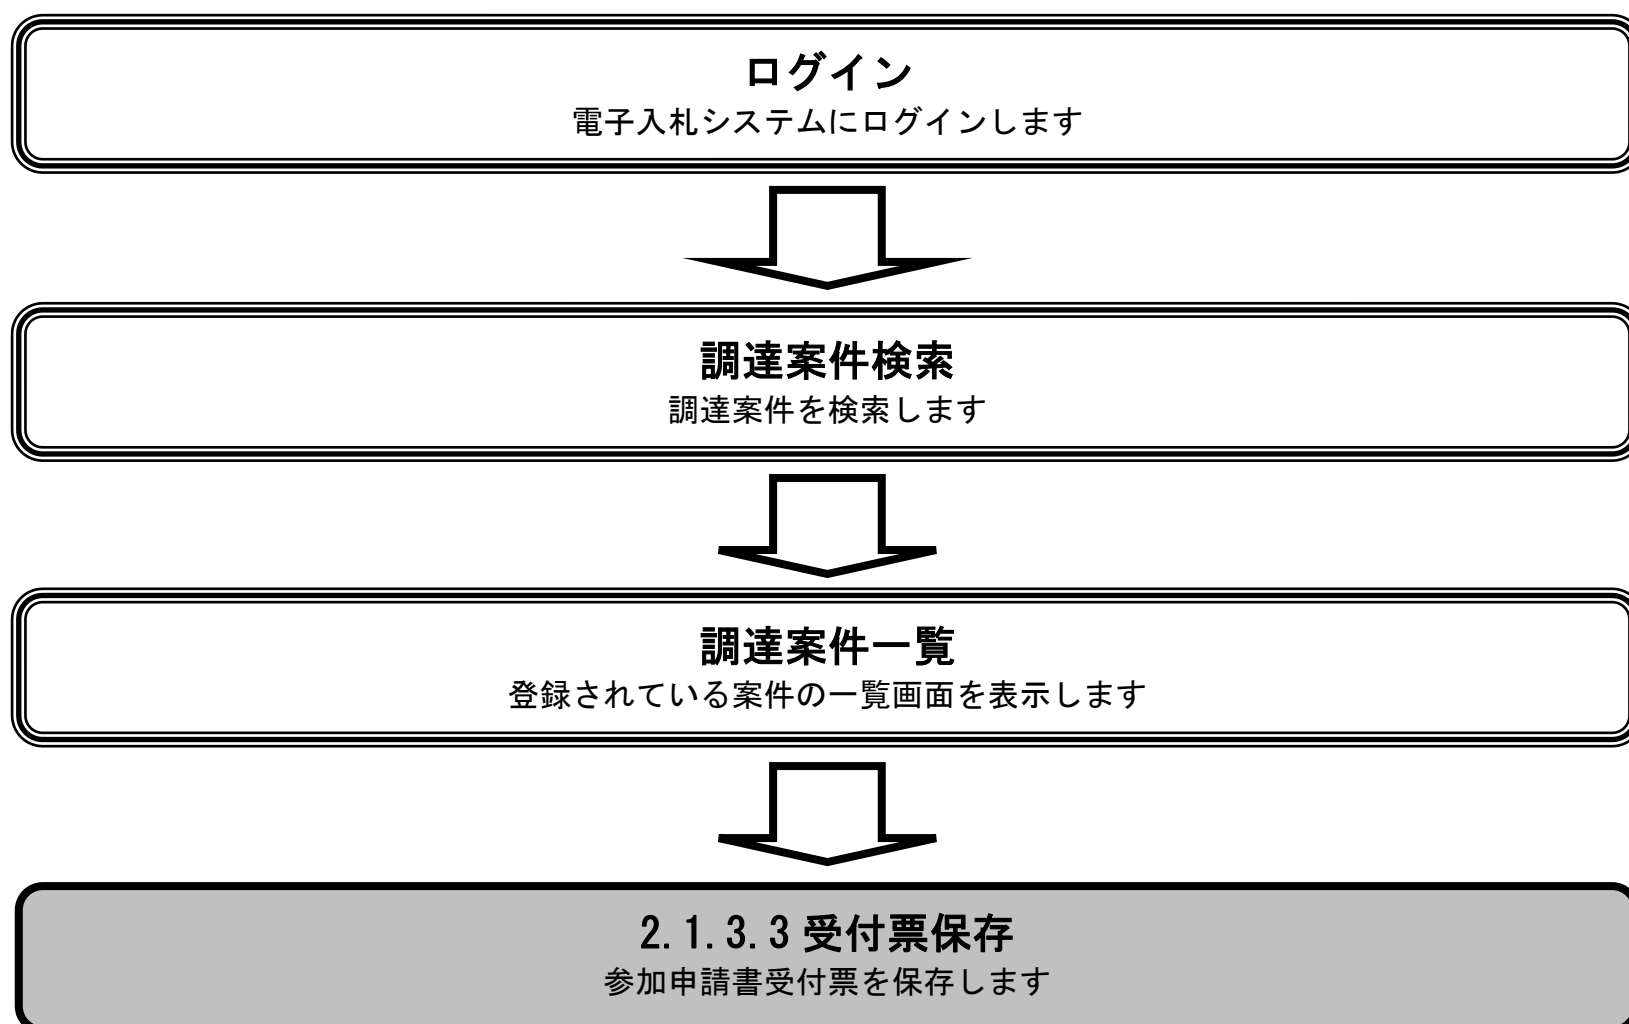 ログイン
電子入札システムにログインします
調達案件検索
調達案件を検索します
調達案件一覧
登録されている案件の一覧画面を表示します
2.1.3.3 受付票保存
参加申請書受付票を保存します